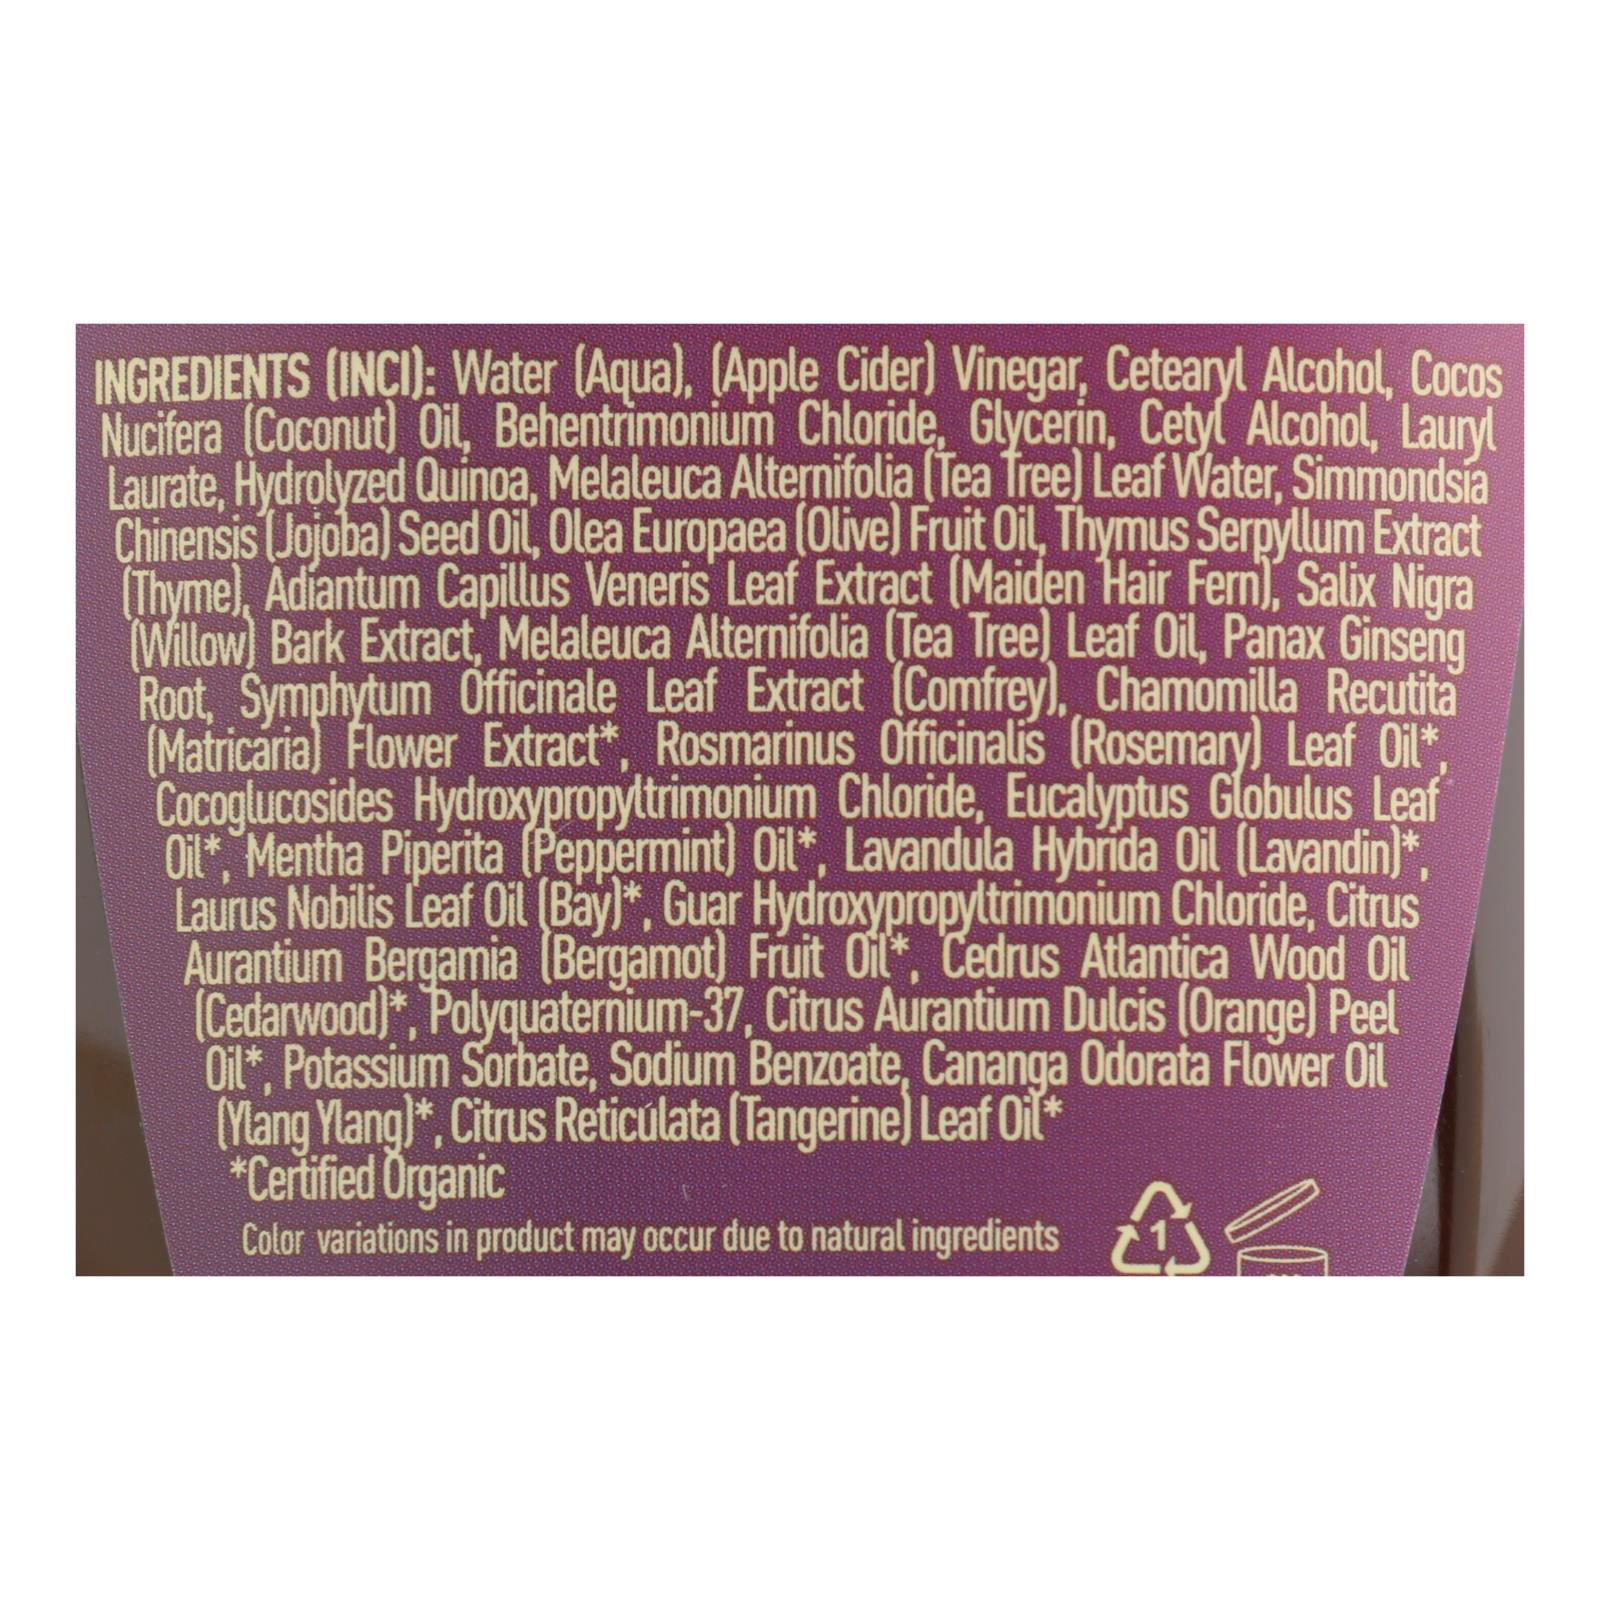 INGREDIENTS (INCI): Water (Aqua), (Apple Cider) Vinegar, Cetearyl Alcohol, Cocos
Nucifera (Coconut) Oil, Behentrimonium Chloride, Glycerin, Cetyl Alcohol, Lauryl
Laurate, Hydrolyzed Quinoa, Melaleuca Alternifolia (Tea Tree) Leaf Water, Simmondsia
Chinensis (Jojoba) Seed Oil, Olea Europaea (Olive) Fruit Oil, Thymus Serpyllum Extract
(Thyme), Adiantum Capillus Veneris Leaf Extract (Maiden Hair Fern), Salix Nigra
(Willow) Bark Extract, Melaleuca Alternifolia (Tea Tree) Leaf Oil, Panax Ginseng
Root, Symphytum Officinale Leaf Extract (Comfrey), Chamomilla Recutita
(Matricaria) Flower Extract*, Rosmarinus Officinalis (Rosemary) Leaf Oil*,
Cocoglucosides Hydroxypropyltrimonium Chloride, Eucalyptus Globulus Leaf
Oil*, Mentha Piperita (Peppermint) Oil*, Lavandula Hybrida Oil (Lavandin)*,
Laurus Nobilis Leaf Oil (Bay)*, Guar Hydroxypropyltrimonium Chloride, Citrus
Aurantium Bergamia (Bergamot) Fruit Oil*, Cedrus Atlantica Wood Oil
(Cedarwood)*, Polyquaternium-37, Citrus Aurantium Dulcis (Orange) Peel
Oil*, Potassium Sorbate, Sodium Benzoate, Cananga Odorata Flower Oil
(Ylang Ylang)*, Citrus Reticulata (Tangerine) Leaf Oil*
*Certified Organic
Color variations in product may occur due to natural ingredients
1